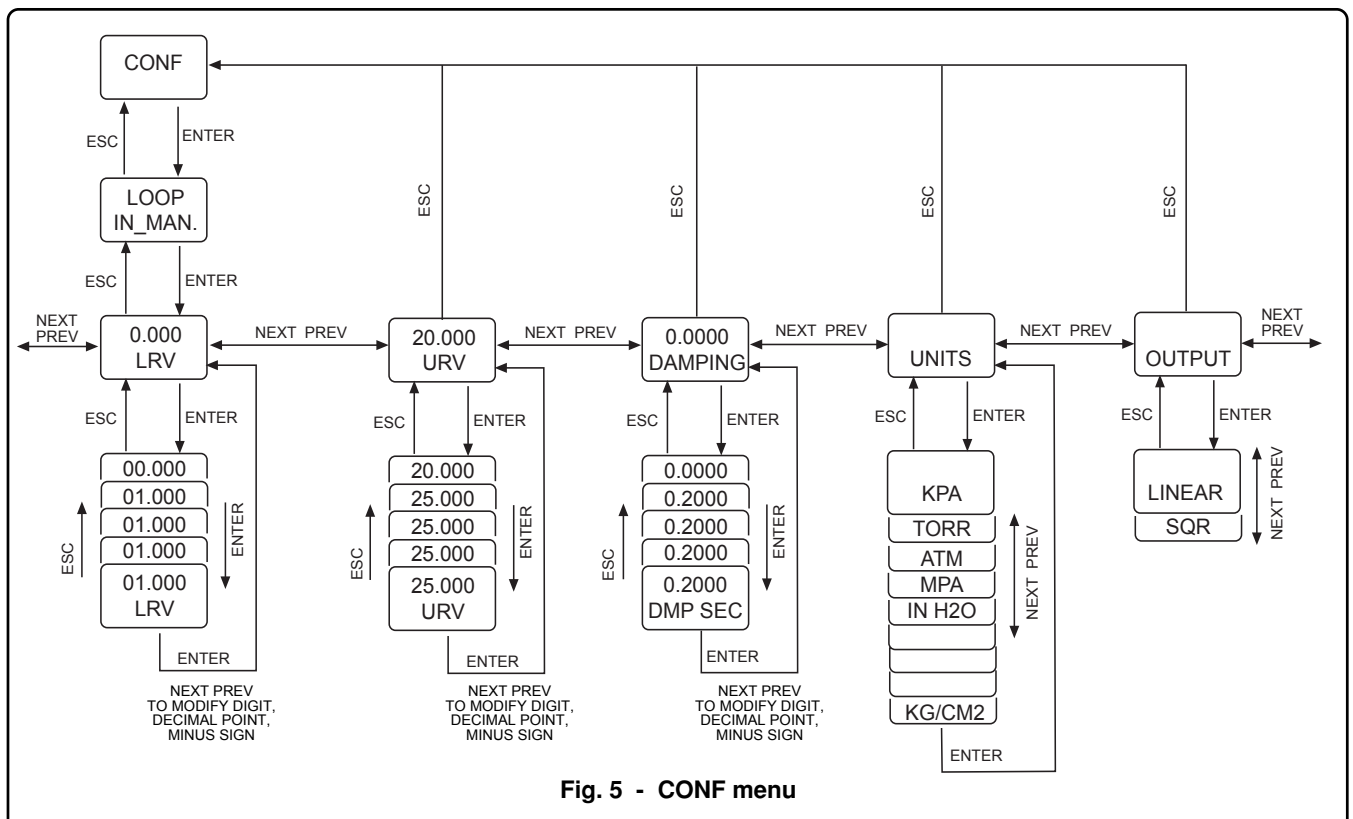 CONF
ESC
ENTER
LOOP
IN_MAN.
ESC
ENTER
ESC
ESC
ESC
ESC
NEXT
PREV
0.000
LRV
NEXT PREV
20.000
URV
NEXT PREV
0.0000
DAMPING
NEXT PREV
UNITS
NEXT PREV
OUTPUT
NEXT
PREV
ESC
ENTER
ESC
ENTER
ESC
ENTER
ESC
ENTER
ESC
ENTER
00.000
01.000
01.000
01.000
01.000
LRV
ESC
ENTER
ENTER
NEXT PREV
TO MODIFY DIGIT,
DECIMAL POINT,
MINUS SIGN
20.000
25.000
25.000
25.000
25.000
URV
ESC
ENTER
ENTER
NEXT PREV
TO MODIFY DIGIT,
DECIMAL POINT,
MINUS SIGN
0.0000
0.2000
0.2000
0.2000
0.2000
DMP SEC
ESC
ENTER
ENTER
NEXT PREV
TO MODIFY DIGIT,
DECIMAL POINT,
MINUS SIGN
KPA
TORR
ATM
MPA
IN H2O
KG/CM2
NEXT PREV
ENTER
LINEAR
SQR
NEXT PREV
Fig. 5 - CONF menu